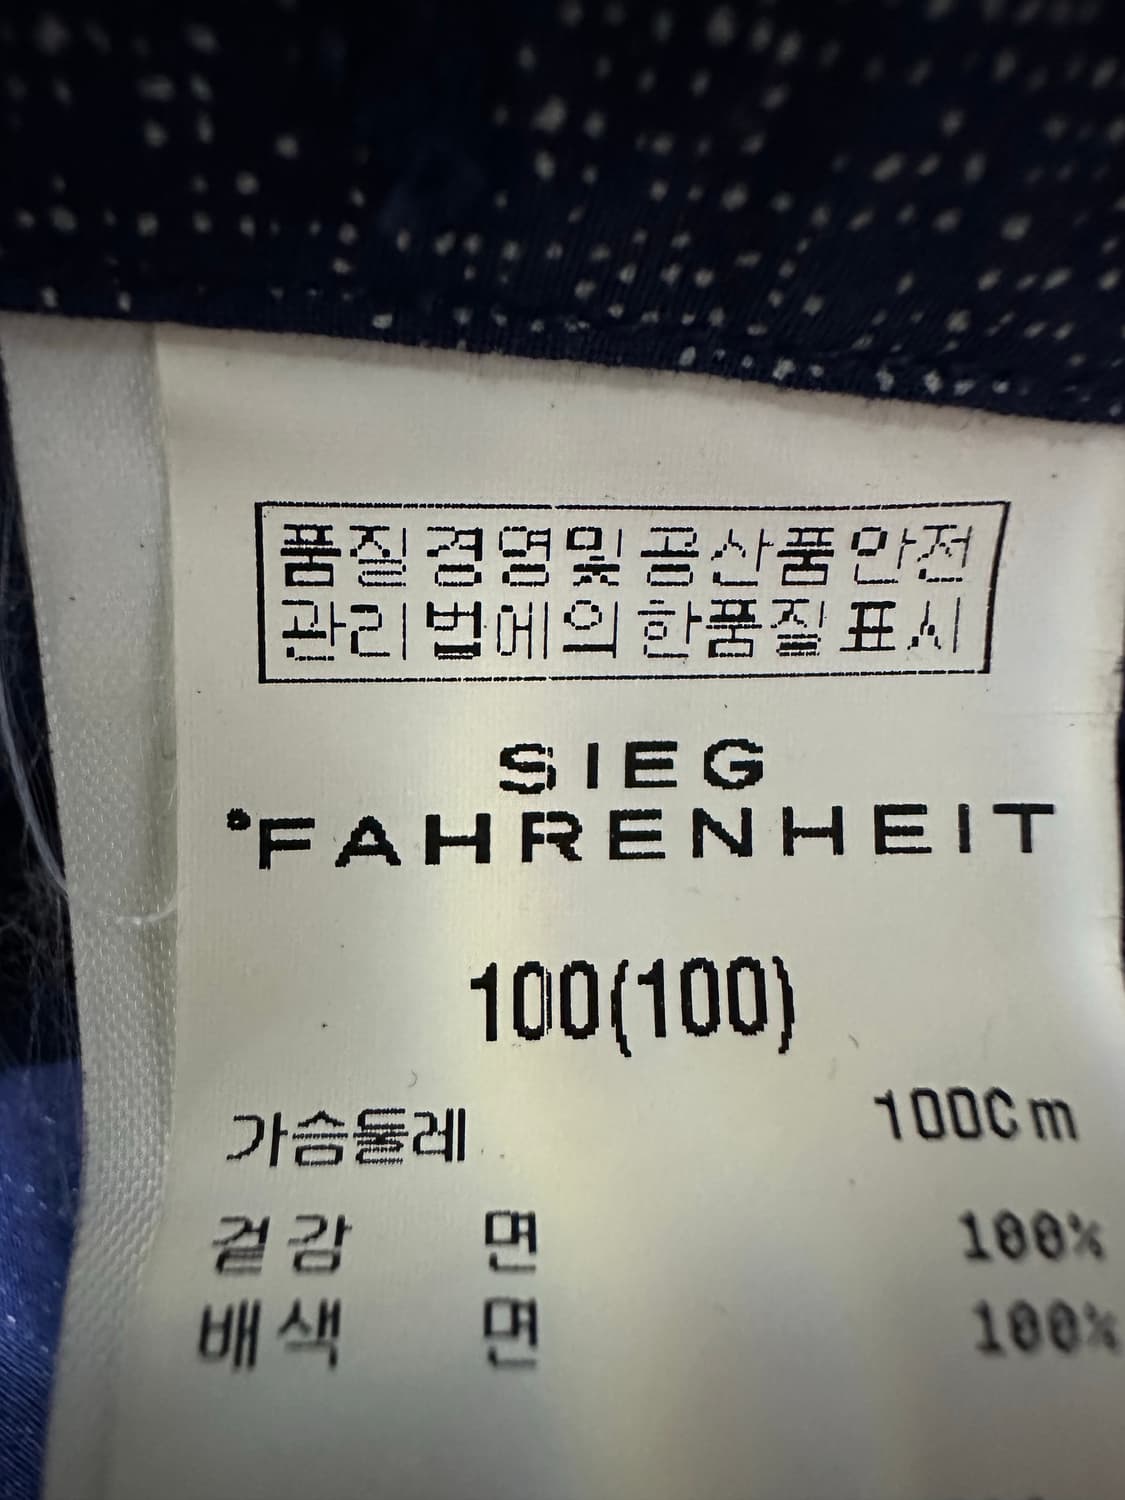 품질경영및공산품안전
관리법에의한품질표시
SIEG
°FAHRENHEIT
100(100)
가슴둘레 100Cm
겉감 면 100%
배색 면 100%